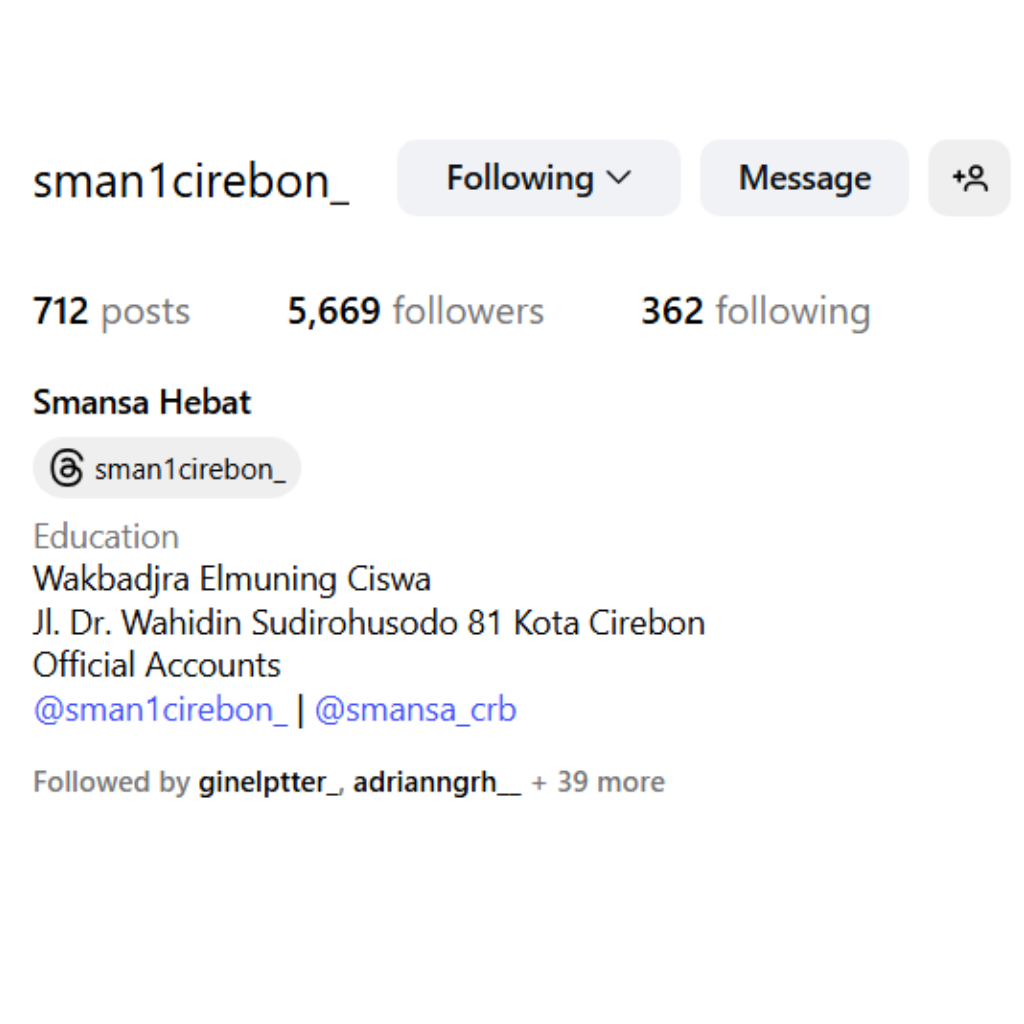 sman1cirebon_ Following Message
712 posts 5,669 followers 362 following
Smansa Hebat
sman1cirebon_
Education
Wakbadjra Elmuning Ciswa
Jl. Dr. Wahidin Sudirohusodo 81 Kota Cirebon
Official Accounts
@sman1cirebon_ | @smansa_crb
Followed by ginelptter_, adrianngrh__ + 39 more